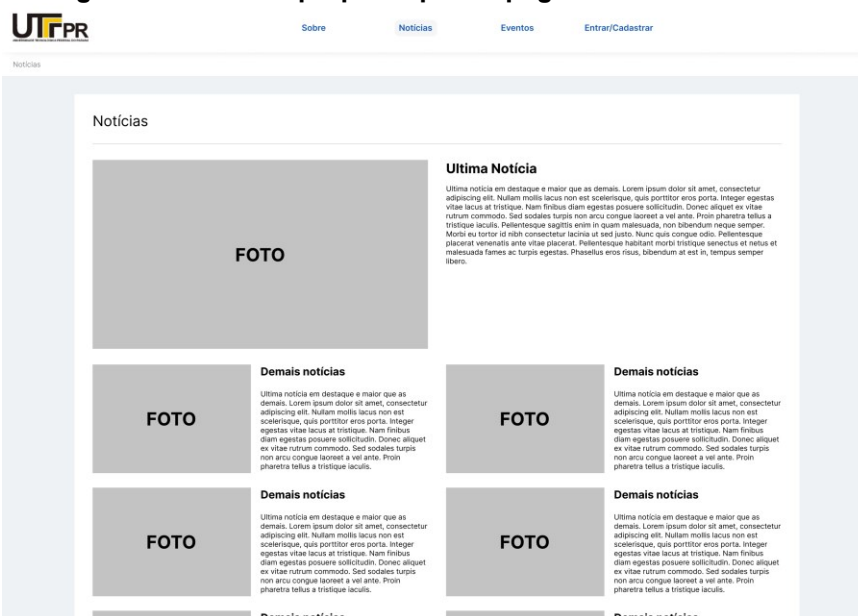 UTFPR
Sobre
Notícias
Eventos
Entrar/Cadastrar
Notícias
Notícias
FOTO
Ultima Notícia
Ultima notícia em destaque e maior que as demais. Lorem ipsum dolor sit amet, consectetur
adipiscing elit. Nullam mollis lacus non est scelerisque, quis porttitor eros porta. Integer egestas
vitae lacus at tristique. Nam finibus diam egestas posuere sollicitudin. Donec aliquet ex vitae
rutrum commodo. Sed sodales turpis non arcu congue laoreet a vel ante. Proin pharetra tellus a
tristique iaculis. Pellentesque sagittis enim in quam malesuada, non bibendum neque semper.
Morbi eu tortor id nibh consectetur lacinia ut sed justo. Nunc quis congue odio. Pellentesque
placerat venenatis ante vitae placerat. Pellentesque habitant morbi tristique senectus et netus et
malesuada fames ac turpis egestas. Phasellus eros risus, bibendum at est in, tempus semper
libero.
FOTO
Demais notícias
Ultima notícia em destaque e maior que as
demais. Lorem ipsum dolor sit amet, consectetur
adipiscing elit. Nullam mollis lacus non est
scelerisque, quis porttitor eros porta. Integer
egestas vitae lacus at tristique. Nam finibus
diam egestas posuere sollicitudin. Donec aliquet
ex vitae rutrum commodo. Sed sodales turpis
non arcu congue laoreet a vel ante. Proin
pharetra tellus a tristique iaculis.
FOTO
Demais notícias
Ultima notícia em destaque e maior que as
demais. Lorem ipsum dolor sit amet, consectetur
adipiscing elit. Nullam mollis lacus non est
scelerisque, quis porttitor eros porta. Integer
egestas vitae lacus at tristique. Nam finibus
diam egestas posuere sollicitudin. Donec aliquet
ex vitae rutrum commodo. Sed sodales turpis
non arcu congue laoreet a vel ante. Proin
pharetra tellus a tristique iaculis.
FOTO
Demais notícias
Ultima notícia em destaque e maior que as
demais. Lorem ipsum dolor sit amet, consectetur
adipiscing elit. Nullam mollis lacus non est
scelerisque, quis porttitor eros porta. Integer
egestas vitae lacus at tristique. Nam finibus
diam egestas posuere sollicitudin. Donec aliquet
ex vitae rutrum commodo. Sed sodales turpis
non arcu congue laoreet a vel ante. Proin
pharetra tellus a tristique iaculis.
FOTO
Demais notícias
Ultima notícia em destaque e maior que as
demais. Lorem ipsum dolor sit amet, consectetur
adipiscing elit. Nullam mollis lacus non est
scelerisque, quis porttitor eros porta. Integer
egestas vitae lacus at tristique. Nam finibus
diam egestas posuere sollicitudin. Donec aliquet
ex vitae rutrum commodo. Sed sodales turpis
non arcu congue laoreet a vel ante. Proin
pharetra tellus a tristique iaculis.